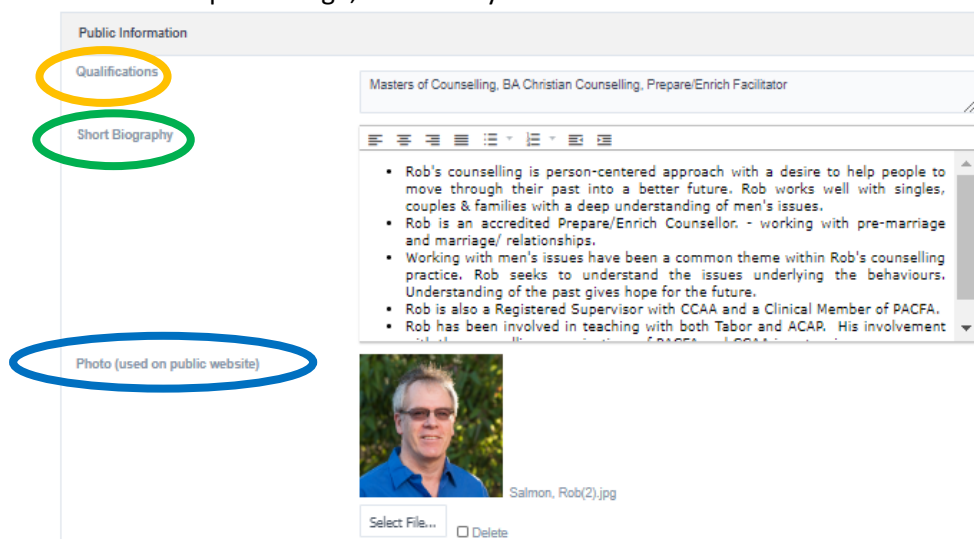 Public Information
Qualifications
Masters of Counselling, BA Christian Counselling, Prepare/Enrich Facilitator
Short Biography
• Rob's counselling is person-centered approach with a desire to help people to
move through their past into a better future. Rob works well with singles,
couples & families with a deep understanding of men's issues.
• Rob is an accredited Prepare/Enrich Counsellor. - working with pre-marriage
and marriage/ relationships.
• Working with men's issues have been a common theme within Rob's counselling
practice. Rob seeks to understand the issues underlying the behaviours.
Understanding of the past gives hope for the future.
• Rob is also a Registered Supervisor with CCAA and a Clinical Member of PACFA.
• Rob has been involved in teaching with both Tabor and ACAP. His involvement
Photo (used on public website)
Salmon, Rob(2).jpg
Select File...
Delete